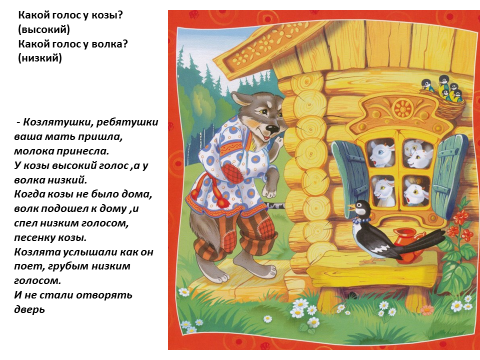 Какой голос у козы?
(высокий)
Какой голос у волка?
(низкий)
- Козлятушки, ребятушки
ваша мать пришла,
молока принесла.
У козы высокий голос ,а у
волка низкий.
Когда козы не было дома,
волк подошел к дому ,и
спел низким голосом,
песенку козы.
Козлята услышали как он
поет, грубым низким
голосом.
И не стали отворять
дверь